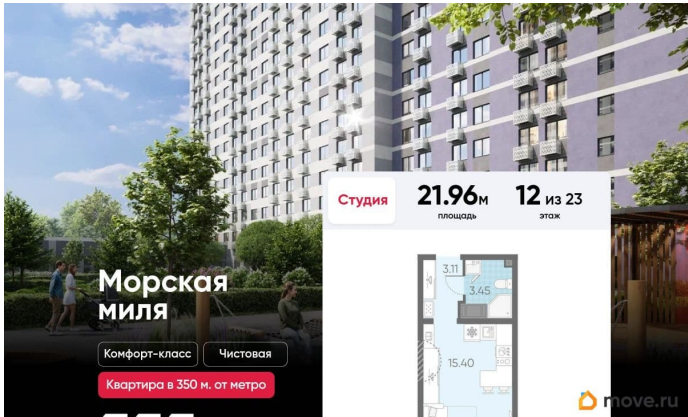 Студия
21.96м
площадь
12 из 23
этаж
3.11
3.45
15.40
Морская
миля
Комфорт-класс
Чистовая
Квартира в 350 м. от метро
move.ru